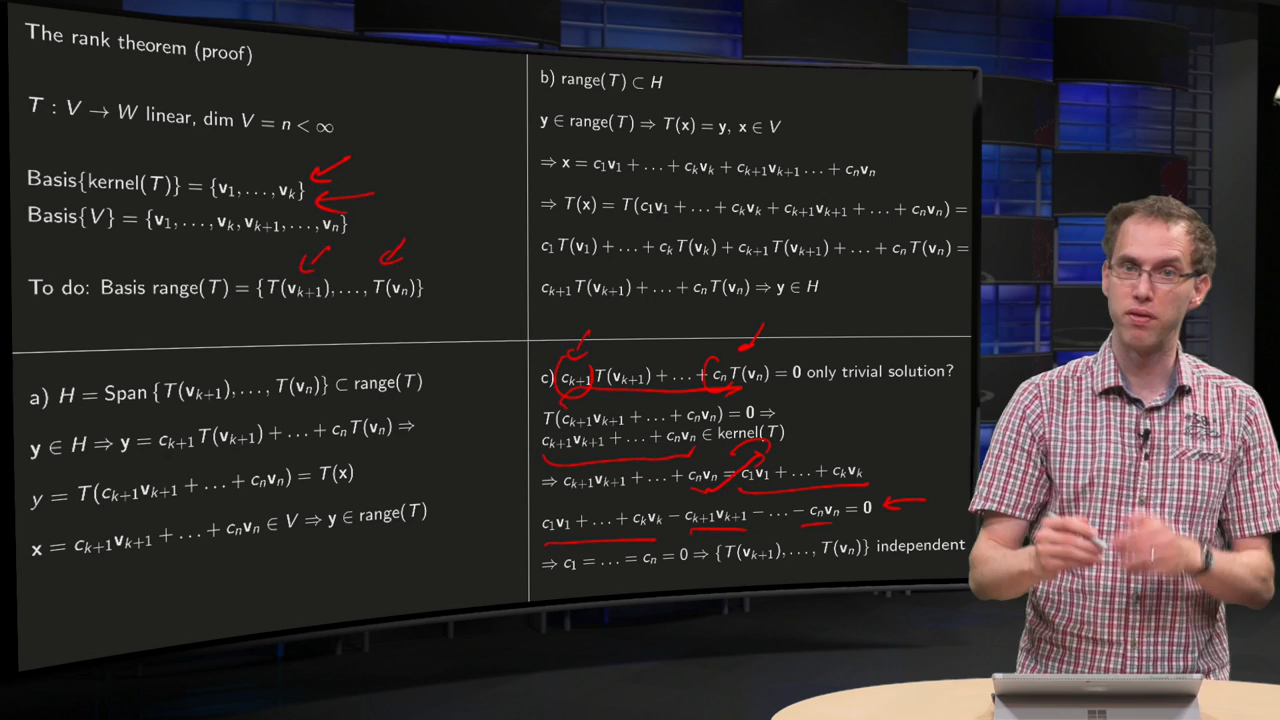 The rank theorem (proof)
T : V → W linear, dim V = n < ∞
Basis{kernel(T)} = {v₁, . . . , vₖ}
Basis{V} = {v₁, . . . , vₖ, vₖ₊₁, . . . , vₙ}
To do: Basis range(T) = {T(vₖ₊₁), . . . , T(vₙ)}
a) H = Span {T(vₖ₊₁), . . . , T(vₙ)} ⊂ range(T)
y ∈ H ⇒ y = cₖ₊₁T(vₖ₊₁) + . . . + cₙT(vₙ) ⇒
y = T(cₖ₊₁vₖ₊₁ + . . . + cₙvₙ) = T(x)
x = cₖ₊₁vₖ₊₁ + . . . + cₙvₙ ∈ V ⇒ y ∈ range(T)
b) range(T) ⊂ H
y ∈ range(T) ⇒ T(x) = y, x ∈ V
⇒ x = c₁v₁ + . . . + cₖvₖ + cₖ₊₁vₖ₊₁ . . . + cₙvₙ
⇒ T(x) = T(c₁v₁ + . . . + cₖvₖ + cₖ₊₁vₖ₊₁ + . . . + cₙvₙ) =
c₁T(v₁) + . . . + cₖT(vₖ) + cₖ₊₁T(vₖ₊₁) + . . . + cₙT(vₙ) =
cₖ₊₁T(vₖ₊₁) + . . . + cₙT(vₙ) ⇒ y ∈ H
c) cₖ₊₁T(vₖ₊₁) + . . . + cₙT(vₙ) = 0 only trivial solution?
T(cₖ₊₁vₖ₊₁ + . . . + cₙvₙ) = 0 ⇒
cₖ₊₁vₖ₊₁ + . . . + cₙvₙ ∈ kernel(T)
⇒ cₖ₊₁vₖ₊₁ + . . . + cₙvₙ = c₁v₁ + . . . + cₖvₖ
c₁v₁ + . . . + cₖvₖ − cₖ₊₁vₖ₊₁ − . . . − cₙvₙ = 0
⇒ c₁ = . . . = cₙ = 0 ⇒ {T(vₖ₊₁), . . . , T(vₙ)} independent